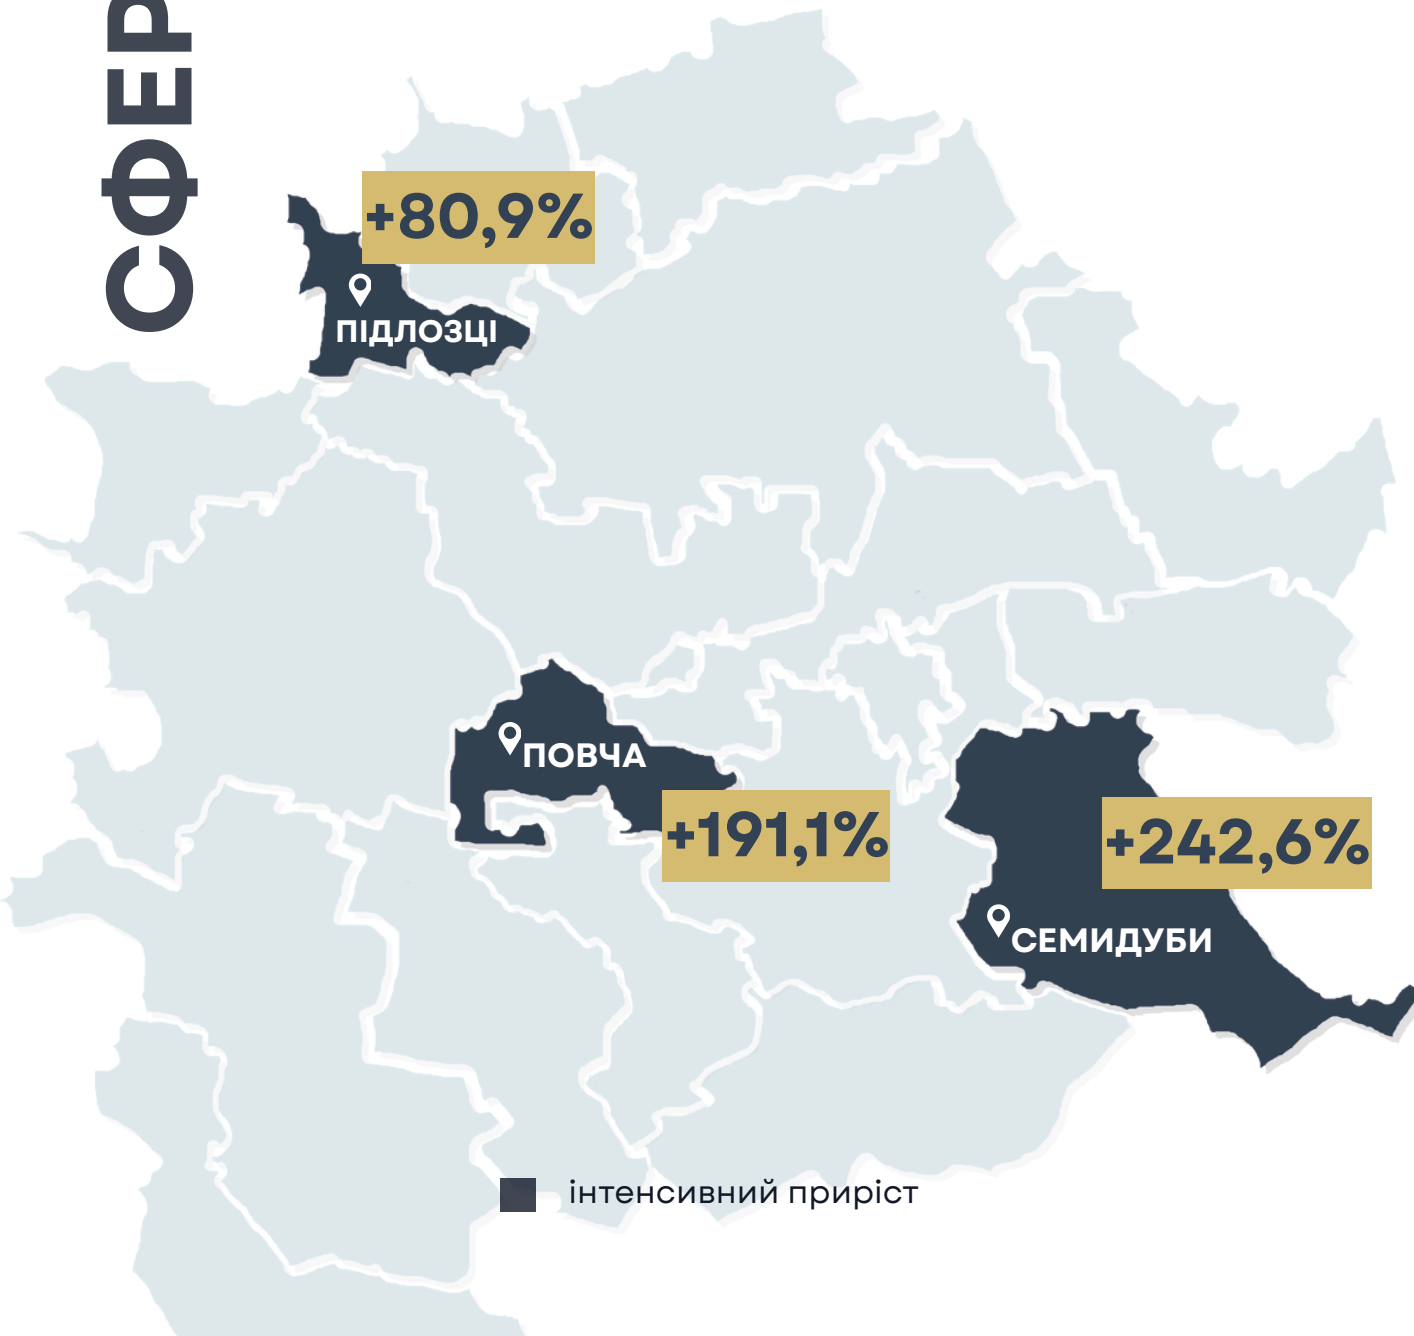 СФЕР
+80,9%
ПІДЛОЗЦІ
ПОВЧА
+191,1%
+242,6%
СЕМИДУБИ
інтенсивний приріст